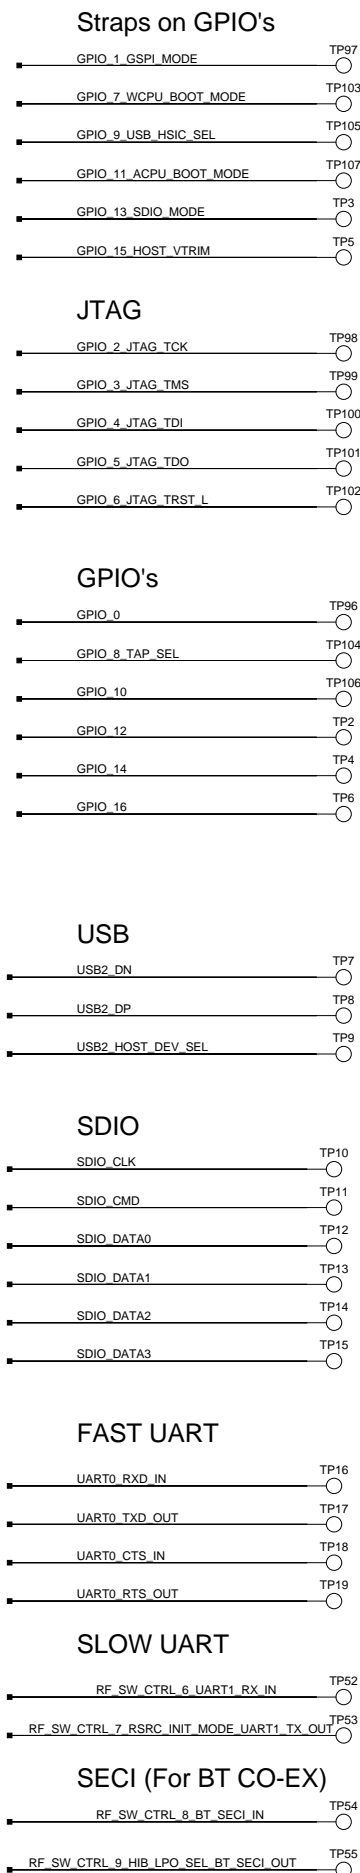 Straps on GPIO's
GPIO_1_GSPI_MODE TP97
GPIO_7_WCPU_BOOT_MODE TP103
GPIO_9_USB_HSIC_SEL TP105
GPIO_11_ACPU_BOOT_MODE TP107
GPIO_13_SDIO_MODE TP3
GPIO_15_HOST_VTRIM TP5
JTAG
GPIO_2_JTAG_TCK TP98
GPIO_3_JTAG_TMS TP99
GPIO_4_JTAG_TDI TP100
GPIO_5_JTAG_TDO TP101
GPIO_6_JTAG_TRST_L TP102
GPIO's
GPIO_0 TP96
GPIO_8_TAP_SEL TP104
GPIO_10 TP106
GPIO_12 TP2
GPIO_14 TP4
GPIO_16 TP6
USB
USB2_DN TP7
USB2_DP TP8
USB2_HOST_DEV_SEL TP9
SDIO
SDIO_CLK TP10
SDIO_CMD TP11
SDIO_DATA0 TP12
SDIO_DATA1 TP13
SDIO_DATA2 TP14
SDIO_DATA3 TP15
FAST UART
UART0_RXD_IN TP16
UART0_TXD_OUT TP17
UART0_CTS_IN TP18
UART0_RTS_OUT TP19
SLOW UART
RF_SW_CTRL_6_UART1_RX_IN TP52
RF_SW_CTRL_7_RSRC_INIT_MODE_UART1_TX_OUT TP53
SECI (For BT CO-EX)
RF_SW_CTRL_8_BT_SECI_IN TP54
RF_SW_CTRL_9_HIB_LPO_SEL_BT_SECI_OUT TP55